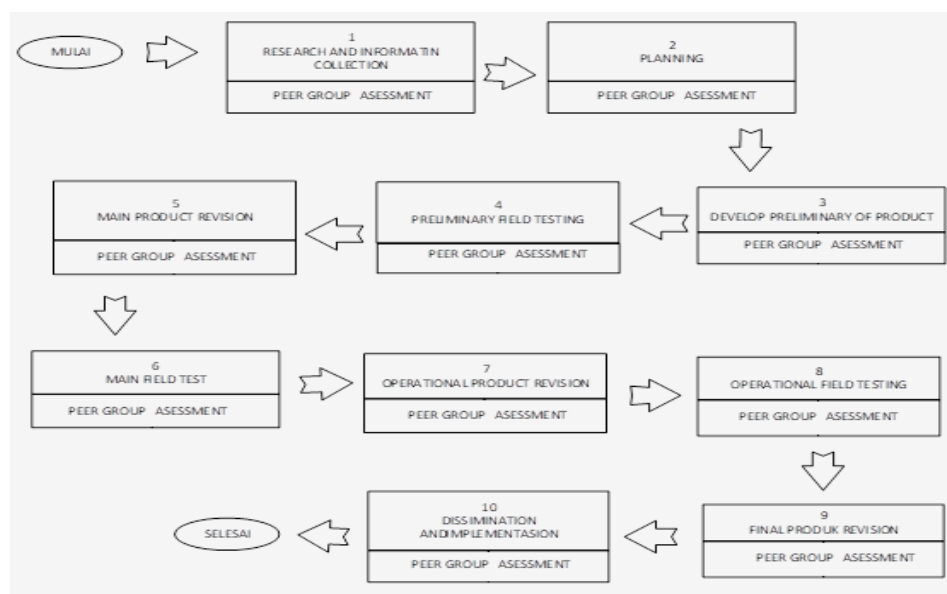 MULAI
1
RESEARCH AND INFORMATIN
COLLECTION
PEER GROUP ASESSMENT
2
PLANNING
PEER GROUP ASESSMENT
3
DEVELOP PRELIMINARY OF PRODUCT
PEER GROUP ASESSMENT
4
PRELIMINARY FIELD TESTING
PEER GROUP ASESSMENT
5
MAIN PRODUCT REVISION
PEER GROUP ASESSMENT
6
MAIN FIELD TEST
PEER GROUP ASESSMENT
7
OPERATIONAL PRODUCT REVISION
PEER GROUP ASESSMENT
8
OPERATIONAL FIELD TESTING
PEER GROUP ASESSMENT
9
FINAL PRODUK REVISION
PEER GROUP ASESSMENT
10
DISSIMINATION
ANDIMPLEMENTASION
PEER GROUP ASESSMENT
SELESAI